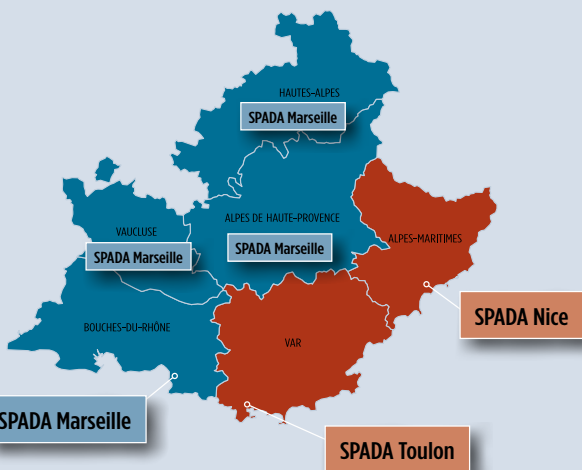 HAUTES-ALPES
SPADA Marseille
ALPES DE HAUTE-PROVENCE
SPADA Marseille
VAUCLUSE
SPADA Marseille
ALPES-MARITIMES
SPADA Nice
BOUCHES-DU-RHÔNE
VAR
SPADA Marseille
SPADA Toulon